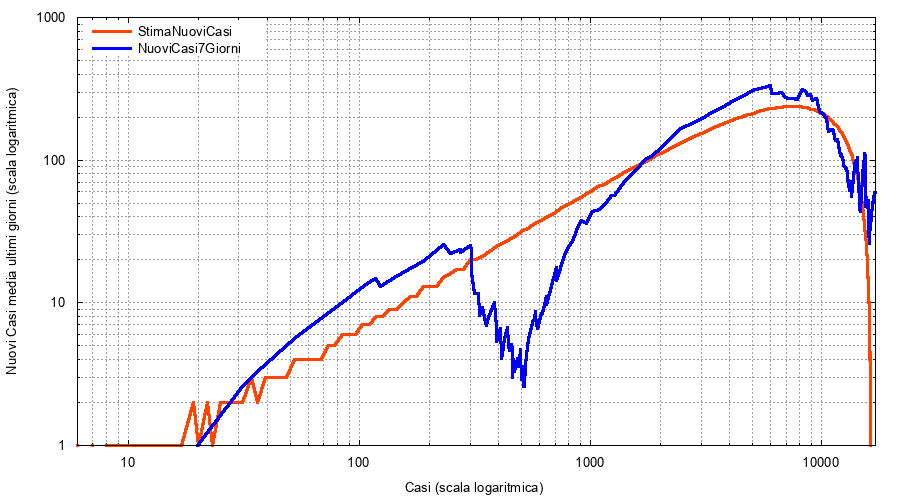 1000
StimaNuoviCasi
NuoviCasi7Giorni
Nuovi Casi media ultimi giorni (scala logaritmica)
100
10
1
10 100 1000 10000
Casi (scala logaritmica)